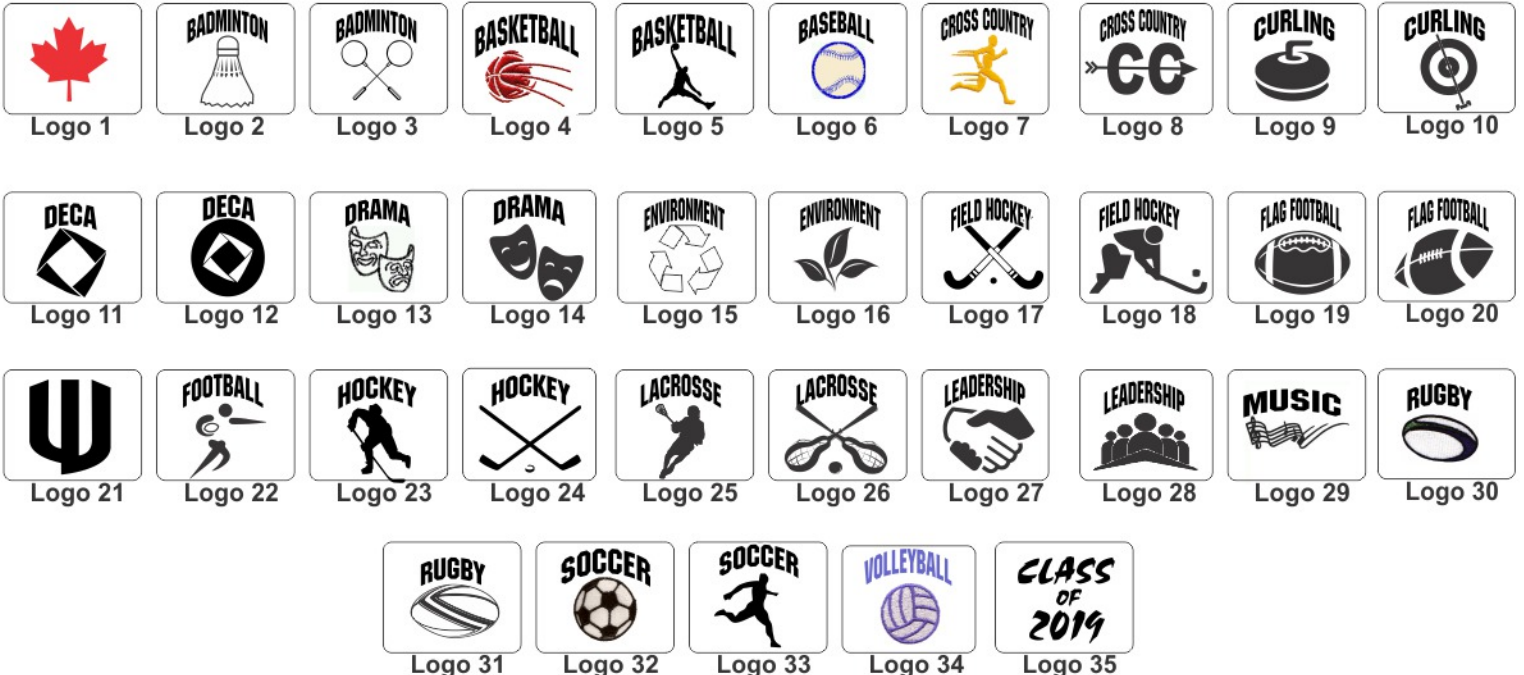 Logo 1
BADMINTON
Logo 2
BADMINTON
Logo 3
BASKETBALL
Logo 4
BASKETBALL
Logo 5
BASEBALL
Logo 6
CROSS COUNTRY
Logo 7
CROSS COUNTRY
CC
Logo 8
CURLING
Logo 9
CURLING
Logo 10
DECA
Logo 11
DECA
Logo 12
DRAMA
Logo 13
DRAMA
Logo 14
ENVIRONMENT
Logo 15
ENVIRONMENT
Logo 16
FIELD HOCKEY
Logo 17
FIELD HOCKEY
Logo 18
FLAG FOOTBALL
Logo 19
FLAG FOOTBALL
Logo 20
Logo 21
FOOTBALL
Logo 22
HOCKEY
Logo 23
HOCKEY
Logo 24
LACROSSE
Logo 25
LACROSSE
Logo 26
LEADERSHIP
Logo 27
LEADERSHIP
Logo 28
MUSIC
Logo 29
RUGBY
Logo 30
RUGBY
Logo 31
SOCCER
Logo 32
SOCCER
Logo 33
VOLLEYBALL
Logo 34
CLASS
OF
2019
Logo 35